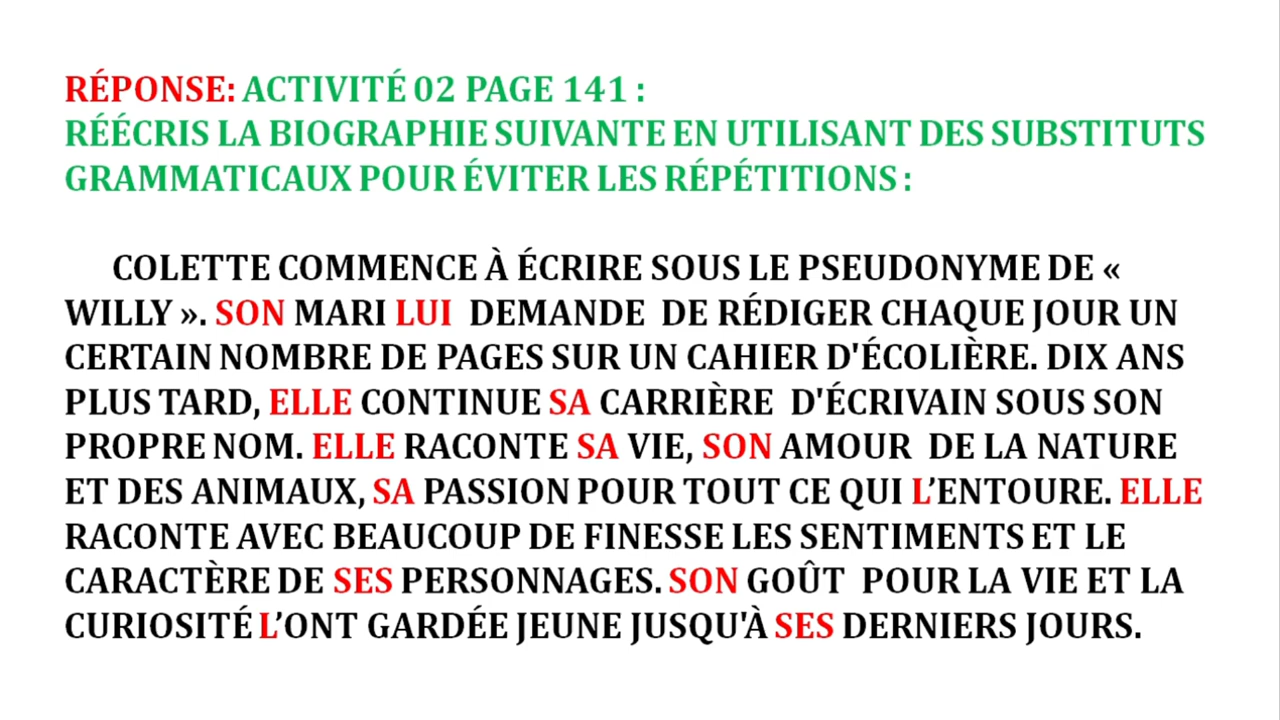 RÉPONSE: ACTIVITÉ 02 PAGE 141 :
RÉÉCRIS LA BIOGRAPHIE SUIVANTE EN UTILISANT DES SUBSTITUTS
GRAMMATICAUX POUR ÉVITER LES RÉPÉTITIONS :
COLETTE COMMENCE À ÉCRIRE SOUS LE PSEUDONYME DE «
WILLY ». SON MARI LUI DEMANDE DE RÉDIGER CHAQUE JOUR UN
CERTAIN NOMBRE DE PAGES SUR UN CAHIER D'ÉCOLIÈRE. DIX ANS
PLUS TARD, ELLE CONTINUE SA CARRIÈRE D'ÉCRIVAIN SOUS SON
PROPRE NOM. ELLE RACONTE SA VIE, SON AMOUR DE LA NATURE
ET DES ANIMAUX, SA PASSION POUR TOUT CE QUI L’ENTOURE. ELLE
RACONTE AVEC BEAUCOUP DE FINESSE LES SENTIMENTS ET LE
CARACTÈRE DE SES PERSONNAGES. SON GOÛT POUR LA VIE ET LA
CURIOSITÉ L’ONT GARDÉE JEUNE JUSQU'À SES DERNIERS JOURS.